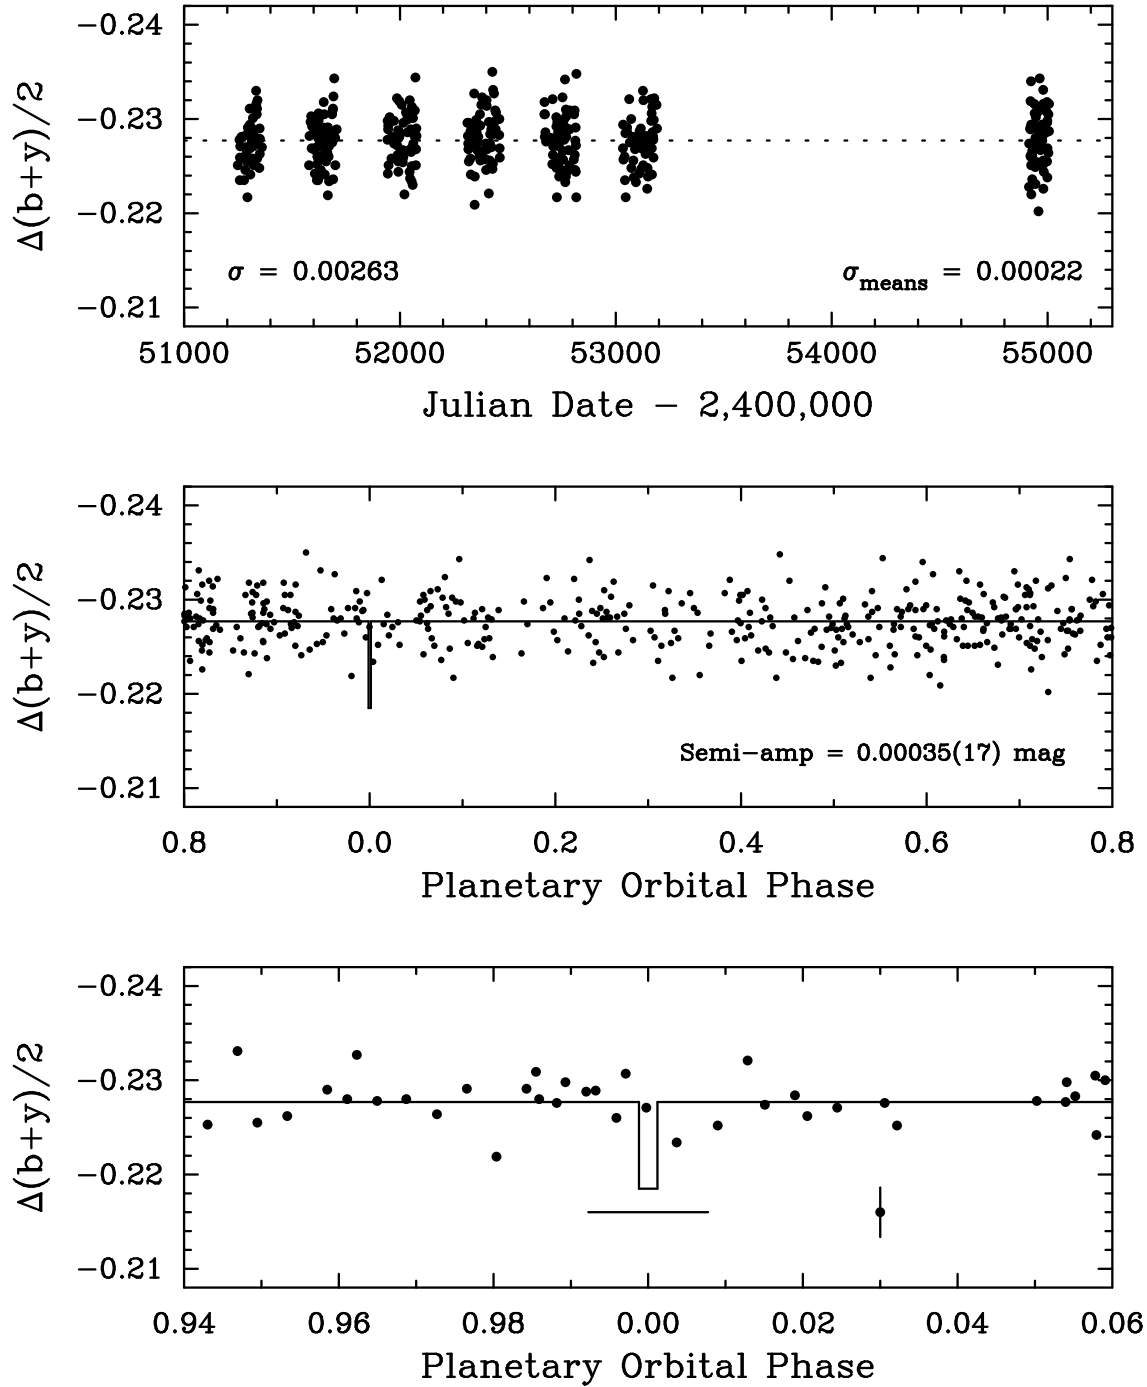 −0.24
−0.23
−0.22
−0.21
Δ(b+y)/2
σ = 0.00263
σmeans = 0.00022
51000 52000 53000 54000 55000
Julian Date − 2,400,000
−0.24
−0.23
−0.22
−0.21
Δ(b+y)/2
Semi−amp = 0.00035(17) mag
0.8 0.0 0.2 0.4 0.6 0.8
Planetary Orbital Phase
−0.24
−0.23
−0.22
−0.21
Δ(b+y)/2
0.94 0.96 0.98 0.00 0.02 0.04 0.06
Planetary Orbital Phase